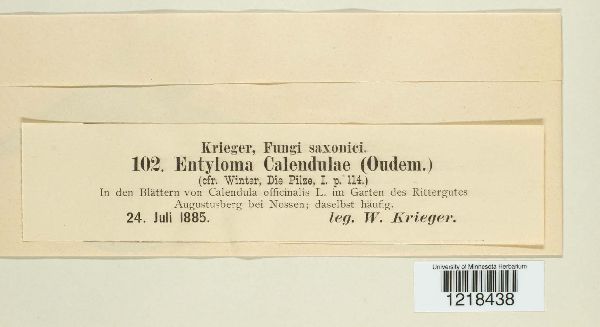 Krieger, Fungi saxonici.
102. Entyloma Calendulae (Oudem.)
(cfr. Winter, Die Pilze, I. p. 114.)
In den Blättern von Calendula officinalis L. im Garten des Rittergutes
Augustusberg bei Nossen; daselbst häufig.
24. Juli 1885. leg. W. Krieger.
University of Minnesota Herbarium
1218438